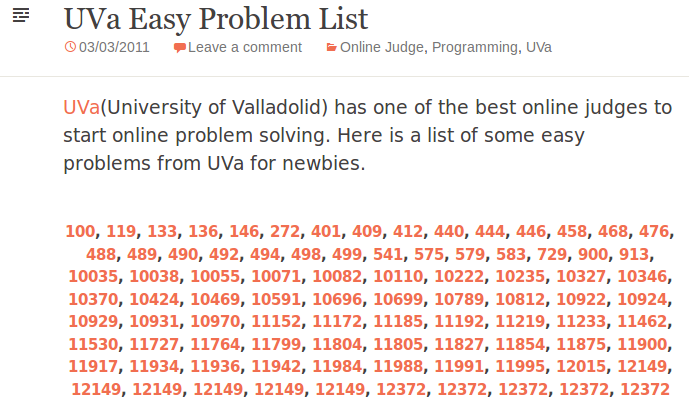 UVa Easy Problem List
03/03/2011 Leave a comment Online Judge, Programming, UVa
UVa(University of Valladolid) has one of the best online judges to
start online problem solving. Here is a list of some easy
problems from UVa for newbies.
100, 119, 133, 136, 146, 272, 401, 409, 412, 440, 444, 446, 458, 468, 476,
488, 489, 490, 492, 494, 498, 499, 541, 575, 579, 583, 729, 900, 913,
10035, 10038, 10055, 10071, 10082, 10110, 10222, 10235, 10327, 10346,
10370, 10424, 10469, 10591, 10696, 10699, 10789, 10812, 10922, 10924,
10929, 10931, 10970, 11152, 11172, 11185, 11192, 11219, 11233, 11462,
11530, 11727, 11764, 11799, 11804, 11805, 11827, 11854, 11875, 11900,
11917, 11934, 11936, 11942, 11984, 11988, 11991, 11995, 12015, 12149,
12149, 12149, 12149, 12149, 12149, 12372, 12372, 12372, 12372, 12372